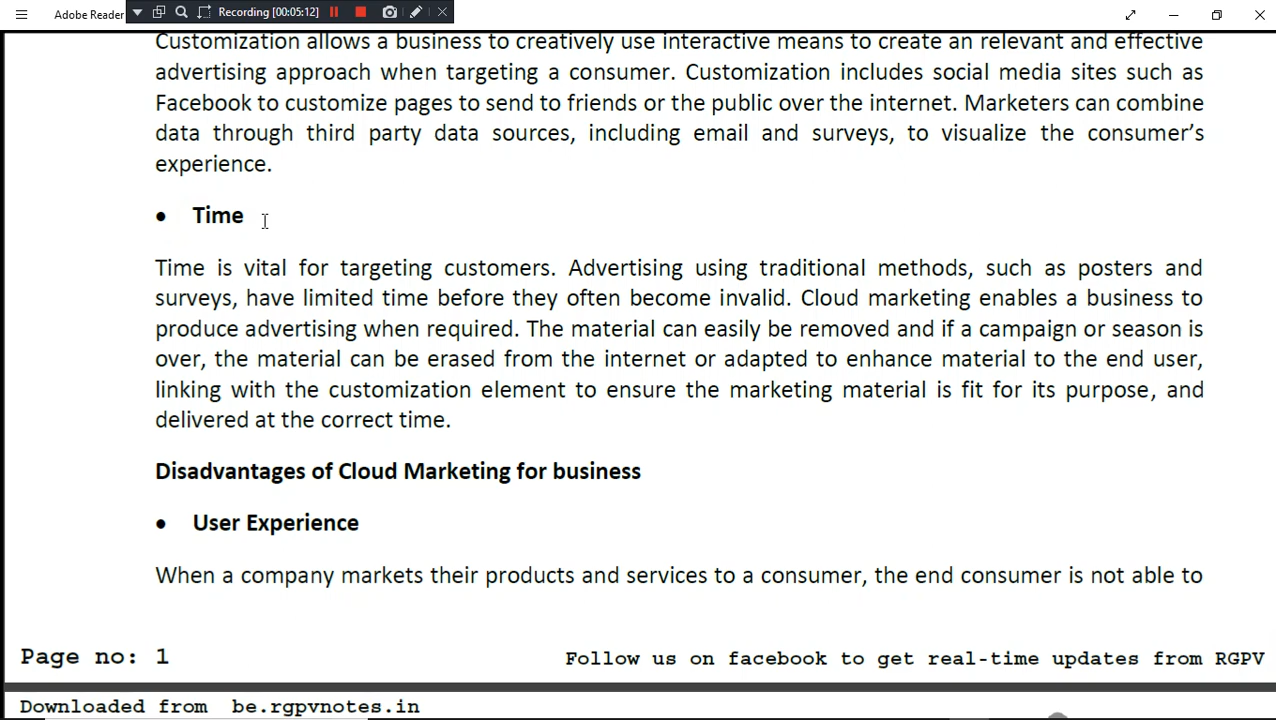 Adobe Reader
Recording [00:05:12]
Customization allows a business to creatively use interactive means to create an relevant and effective
advertising approach when targeting a consumer. Customization includes social media sites such as
Facebook to customize pages to send to friends or the public over the internet. Marketers can combine
data through third party data sources, including email and surveys, to visualize the consumer’s
experience.
• Time
Time is vital for targeting customers. Advertising using traditional methods, such as posters and
surveys, have limited time before they often become invalid. Cloud marketing enables a business to
produce advertising when required. The material can easily be removed and if a campaign or season is
over, the material can be erased from the internet or adapted to enhance material to the end user,
linking with the customization element to ensure the marketing material is fit for its purpose, and
delivered at the correct time.
Disadvantages of Cloud Marketing for business
• User Experience
When a company markets their products and services to a consumer, the end consumer is not able to
Page no: 1
Follow us on facebook to get real-time updates from RGPV
Downloaded from be.rgpvnotes.in